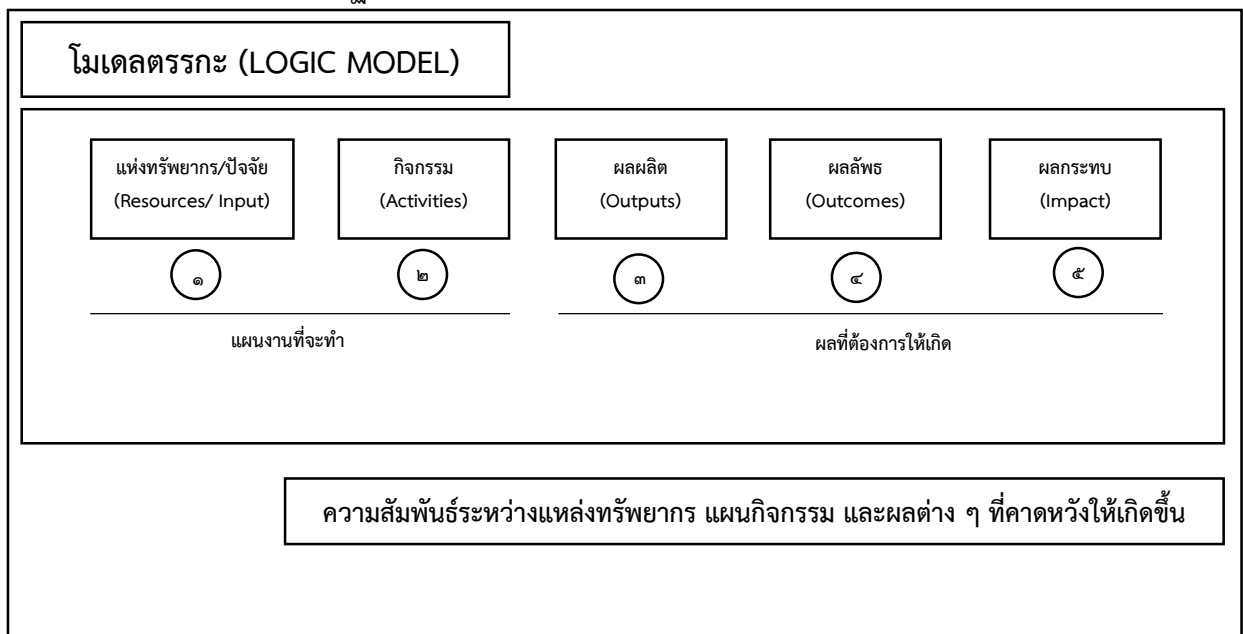 โมเดลตรรกะ (LOGIC MODEL)
แห่งทรัพยากร/ปัจจัย
(Resources/ Input)
กิจกรรม
(Activities)
ผลผลิต
(Outputs)
ผลลัพธ
(Outcomes)
ผลกระทบ
(Impact)
๑
๒
๓
๔
๕
แผนงานที่จะทำ
ผลที่ต้องการให้เกิด
ความสัมพันธ์ระหว่างแหล่งทรัพยากร แผนกิจกรรม และผลต่าง ๆ ที่คาดหวังให้เกิดขึ้น